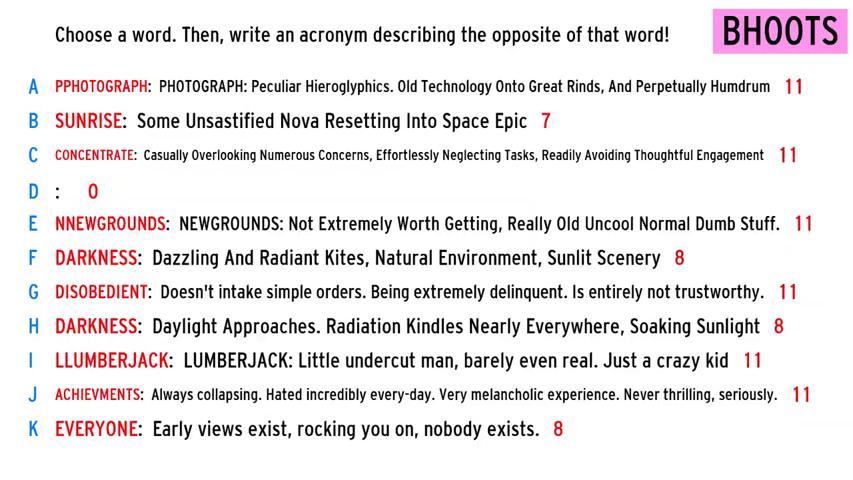 Choose a word. Then, write an acronym describing the opposite of that word! BHOOTS
A PPHOTOGRAPH: PHOTOGRAPH: Peculiar Hieroglyphics. Old Technology Onto Great Rinds, And Perpetually Humdrum 11
B SUNRISE: Some Unsastified Nova Resetting Into Space Epic 7
C CONCENTRATE: Casually Overlooking Numerous Concerns, Effortlessly Neglecting Tasks, Readily Avoiding Thoughtful Engagement 11
D : 0
E NNEWGROUNDS: NEWGROUNDS: Not Extremely Worth Getting, Really Old Uncool Normal Dumb Stuff. 11
F DARKNESS: Dazzling And Radiant Kites, Natural Environment, Sunlit Scenery 8
G DISOBEDIENT: Doesn't intake simple orders. Being extremely delinquent. Is entirely not trustworthy. 11
H DARKNESS: Daylight Approaches. Radiation Kindles Nearly Everywhere, Soaking Sunlight 8
I LLUMBERJACK: LUMBERJACK: Little undercut man, barely even real. Just a crazy kid 11
J ACHIEVMENTS: Always collapsing. Hated incredibly every-day. Very melancholic experience. Never thrilling, seriously. 11
K EVERYONE: Early views exist, rocking you on, nobody exists. 8